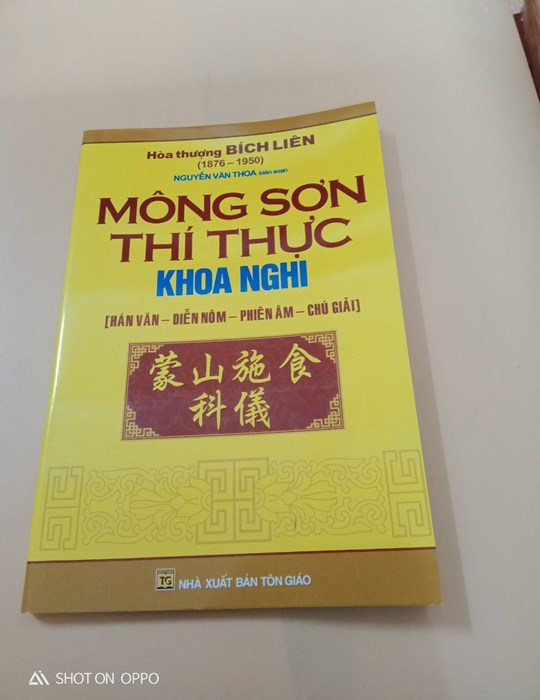 Hòa thượng BÍCH LIÊN
(1876 – 1950)
NGUYỄN VĂN THOA biên soạn
MÔNG SƠN
THÍ THỰC
KHOA NGHI
[HÁN VĂN – DIỄN NÔM – PHIÊN ÂM – CHÚ GIẢI]
蒙山施食
科儀
TG NHÀ XUẤT BẢN TÔN GIÁO
SHOT ON OPPO